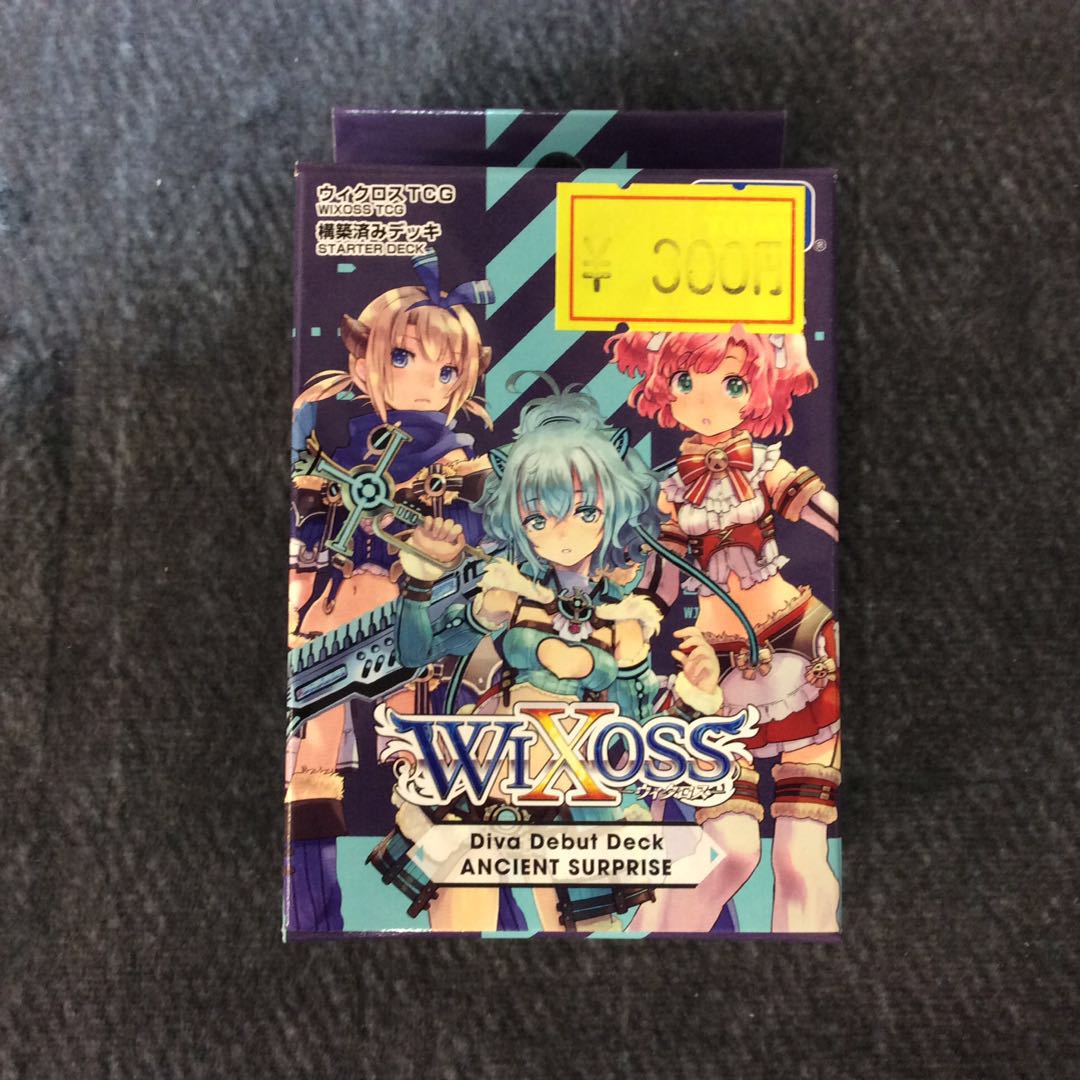 ウィクロスTCG
WIXOSS TCG
構築済みデッキ
STARTER DECK
¥ 300円
®
WIXOSS
ウィクロス
Diva Debut Deck
ANCIENT SURPRISE